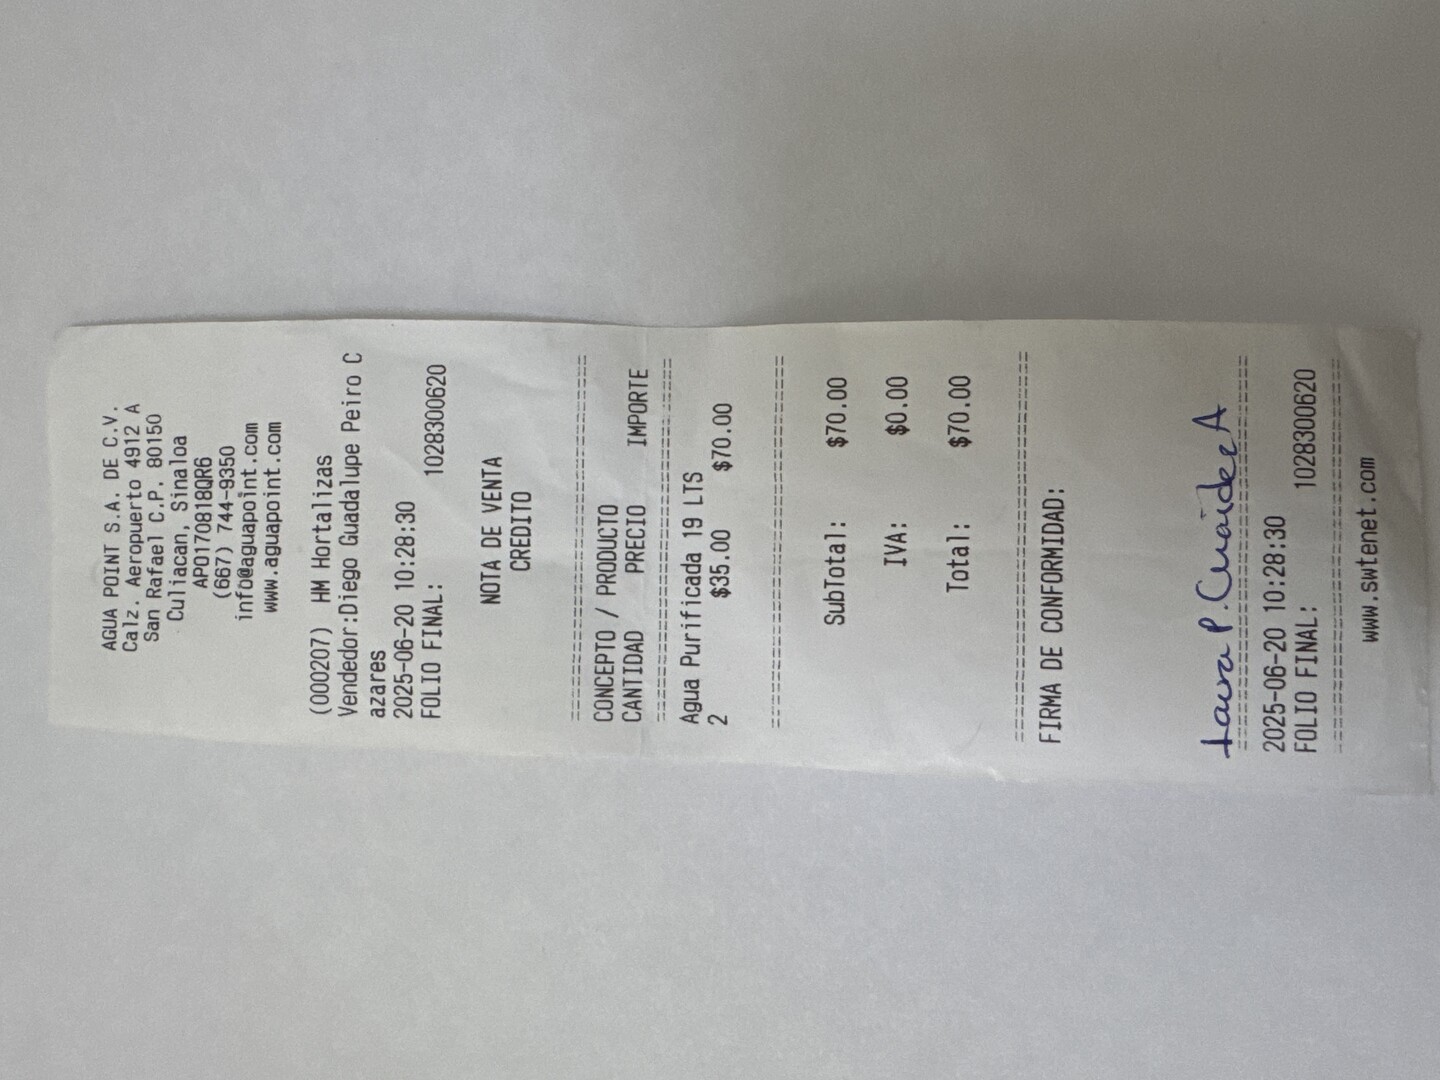 AGUA POINT S.A. DE C.V.
Calz. Aeropuerto 4912 A
San Rafael C.P. 80150
Culiacan, Sinaloa
APO170818QR6
(667) 744-9350
info@aguapoint.com
www.aguapoint.com
(000207) HM Hortalizas
Vendedor:Diego Guadalupe Peiro C
azares
2025-06-20 10:28:30
FOLIO FINAL: 1028300620
NOTA DE VENTA
CREDITO
CONCEPTO / PRODUCTO
CANTIDAD PRECIO IMPORTE
Agua Purificada 19 LTS
2 $35.00 $70.00
SubTotal: $70.00
IVA: $0.00
Total: $70.00
FIRMA DE CONFORMIDAD:
Laura P.
2025-06-20 10:28:30
FOLIO FINAL: 1028300620
www.swtenet.com